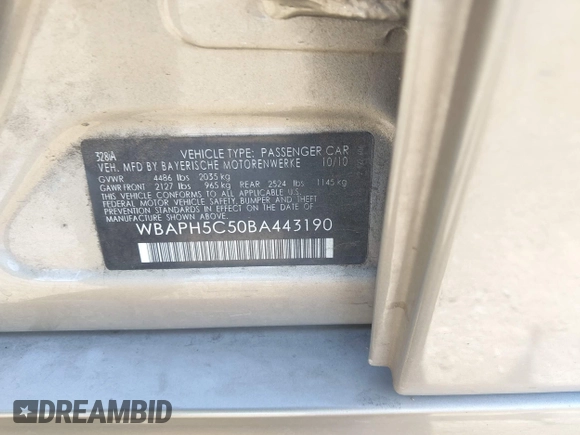 328iA
VEHICLE TYPE: PASSENGER CAR
VEH. MFD BY BAYERISCHE MOTORENWERKE 10/10
GVWR 4486 lbs 2035 kg
GAWR FRONT 2127 lbs 965 kg REAR 2524 lbs 1145 kg
THIS VEHICLE CONFORMS TO ALL APPLICABLE
FEDERAL MOTOR VEHICLE SAFETY, BUMPER, AND
THEFT PREVENTION STANDARDS IN EFFECT ON THE
DATE OF MANUFACTURE SHOWN ABOVE.
WBAPH5C50BA443190
DREAMBID